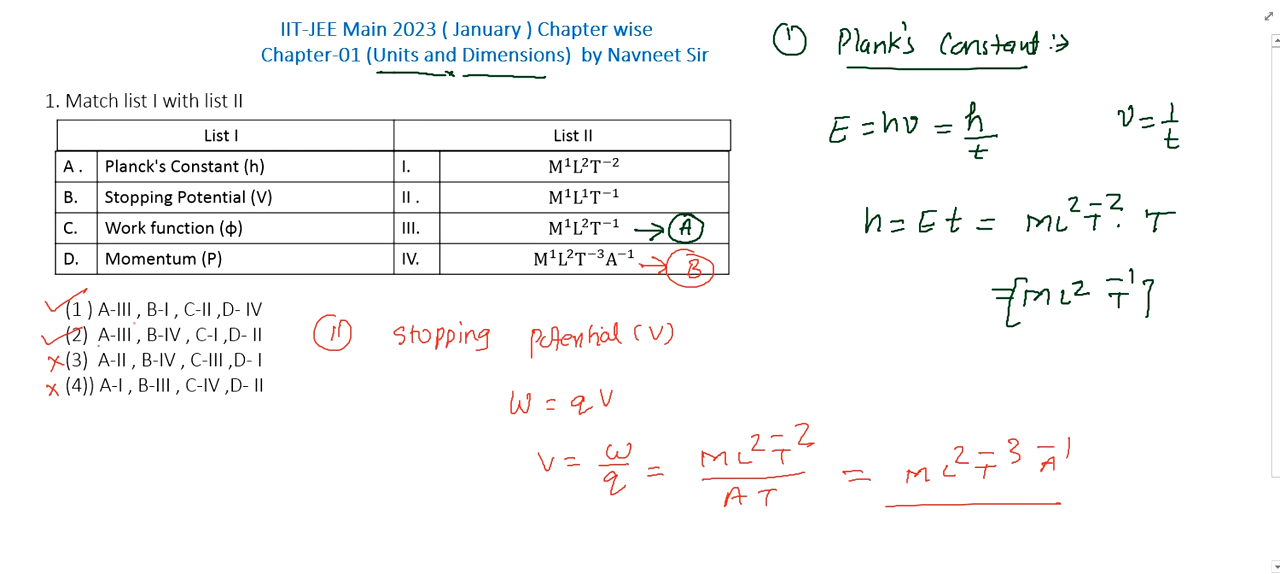 IIT-JEE Main 2023 ( January ) Chapter wise
Chapter-01 (Units and Dimensions) by Navneet Sir
1. Match list I with list II
List I List II
A . Planck's Constant (h) I. M¹L²T⁻²
B. Stopping Potential (V) II . M¹L¹T⁻¹
C. Work function (ϕ) III. M¹L²T⁻¹ → A
D. Momentum (P) IV. M¹L²T⁻³A⁻¹ → B
✓ (1 ) A-III , B-I , C-II ,D- IV
✓ (2) A-III , B-IV , C-I ,D- II
× (3) A-II , B-IV , C-III ,D- I
× (4)) A-I , B-III , C-IV ,D- II
(i) Plank's Constant :→
E = hν = h/t ν = 1/t
h = Et = ML²T⁻². T
= [ML² T⁻¹]
(ii) Stopping potential (V)
W = qV
V = W/q = ML²T⁻²/AT = ML²T⁻³A⁻¹